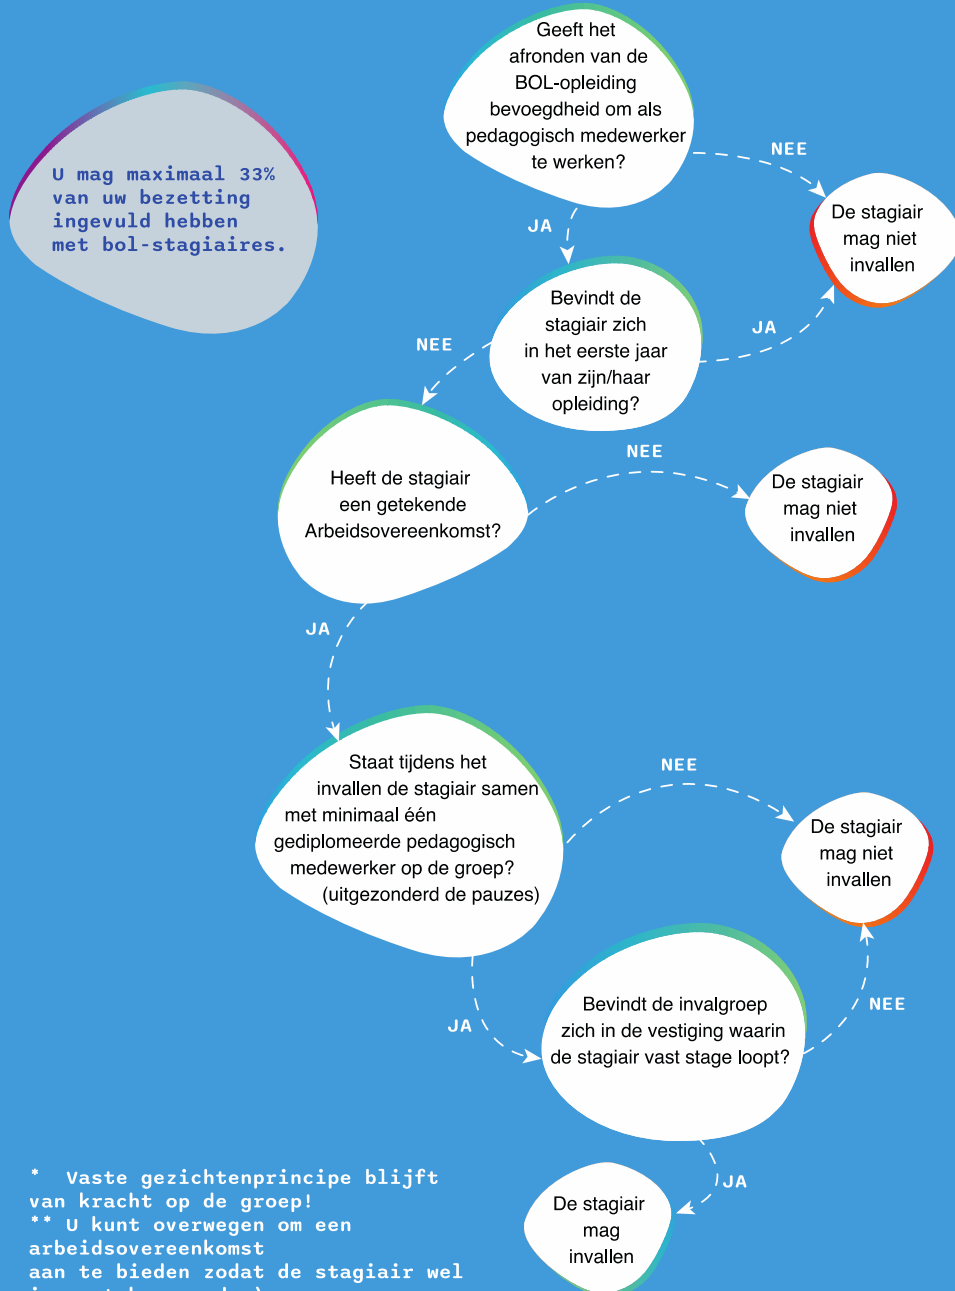 Geeft het
afronden van de
BOL-opleiding
bevoegdheid om als
pedagogisch medewerker
te werken?
NEE
U mag maximaal 33%
van uw bezetting
ingevuld hebben
met bol-stagiaires.
De stagiair
mag niet
invallen
JA
Bevindt de
stagiair zich
in het eerste jaar
van zijn/haar
opleiding?
JA
NEE
Heeft de stagiair
een getekende
Arbeidsovereenkomst?
NEE
De stagiair
mag niet
invallen
JA
Staat tijdens het
invallen de stagiair samen
met minimaal één
gediplomeerde pedagogisch
medewerker op de groep?
(uitgezonderd de pauzes)
NEE
De stagiair
mag niet
invallen
JA
Bevindt de invalgroep
zich in de vestiging waarin
de stagiair vast stage loopt?
NEE
JA
De stagiair
mag
invallen
* Vaste gezichtenprincipe blijft
van kracht op de groep!
** U kunt overwegen om een
arbeidsovereenkomst
aan te bieden zodat de stagiair wel